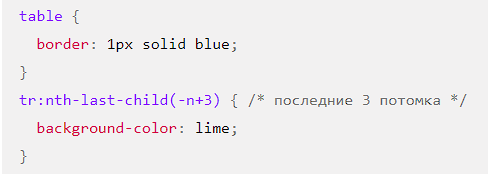 table {
  border: 1px solid blue;
}
tr:nth-last-child(-n+3) { /* последние 3 потомка */
  background-color: lime;
}